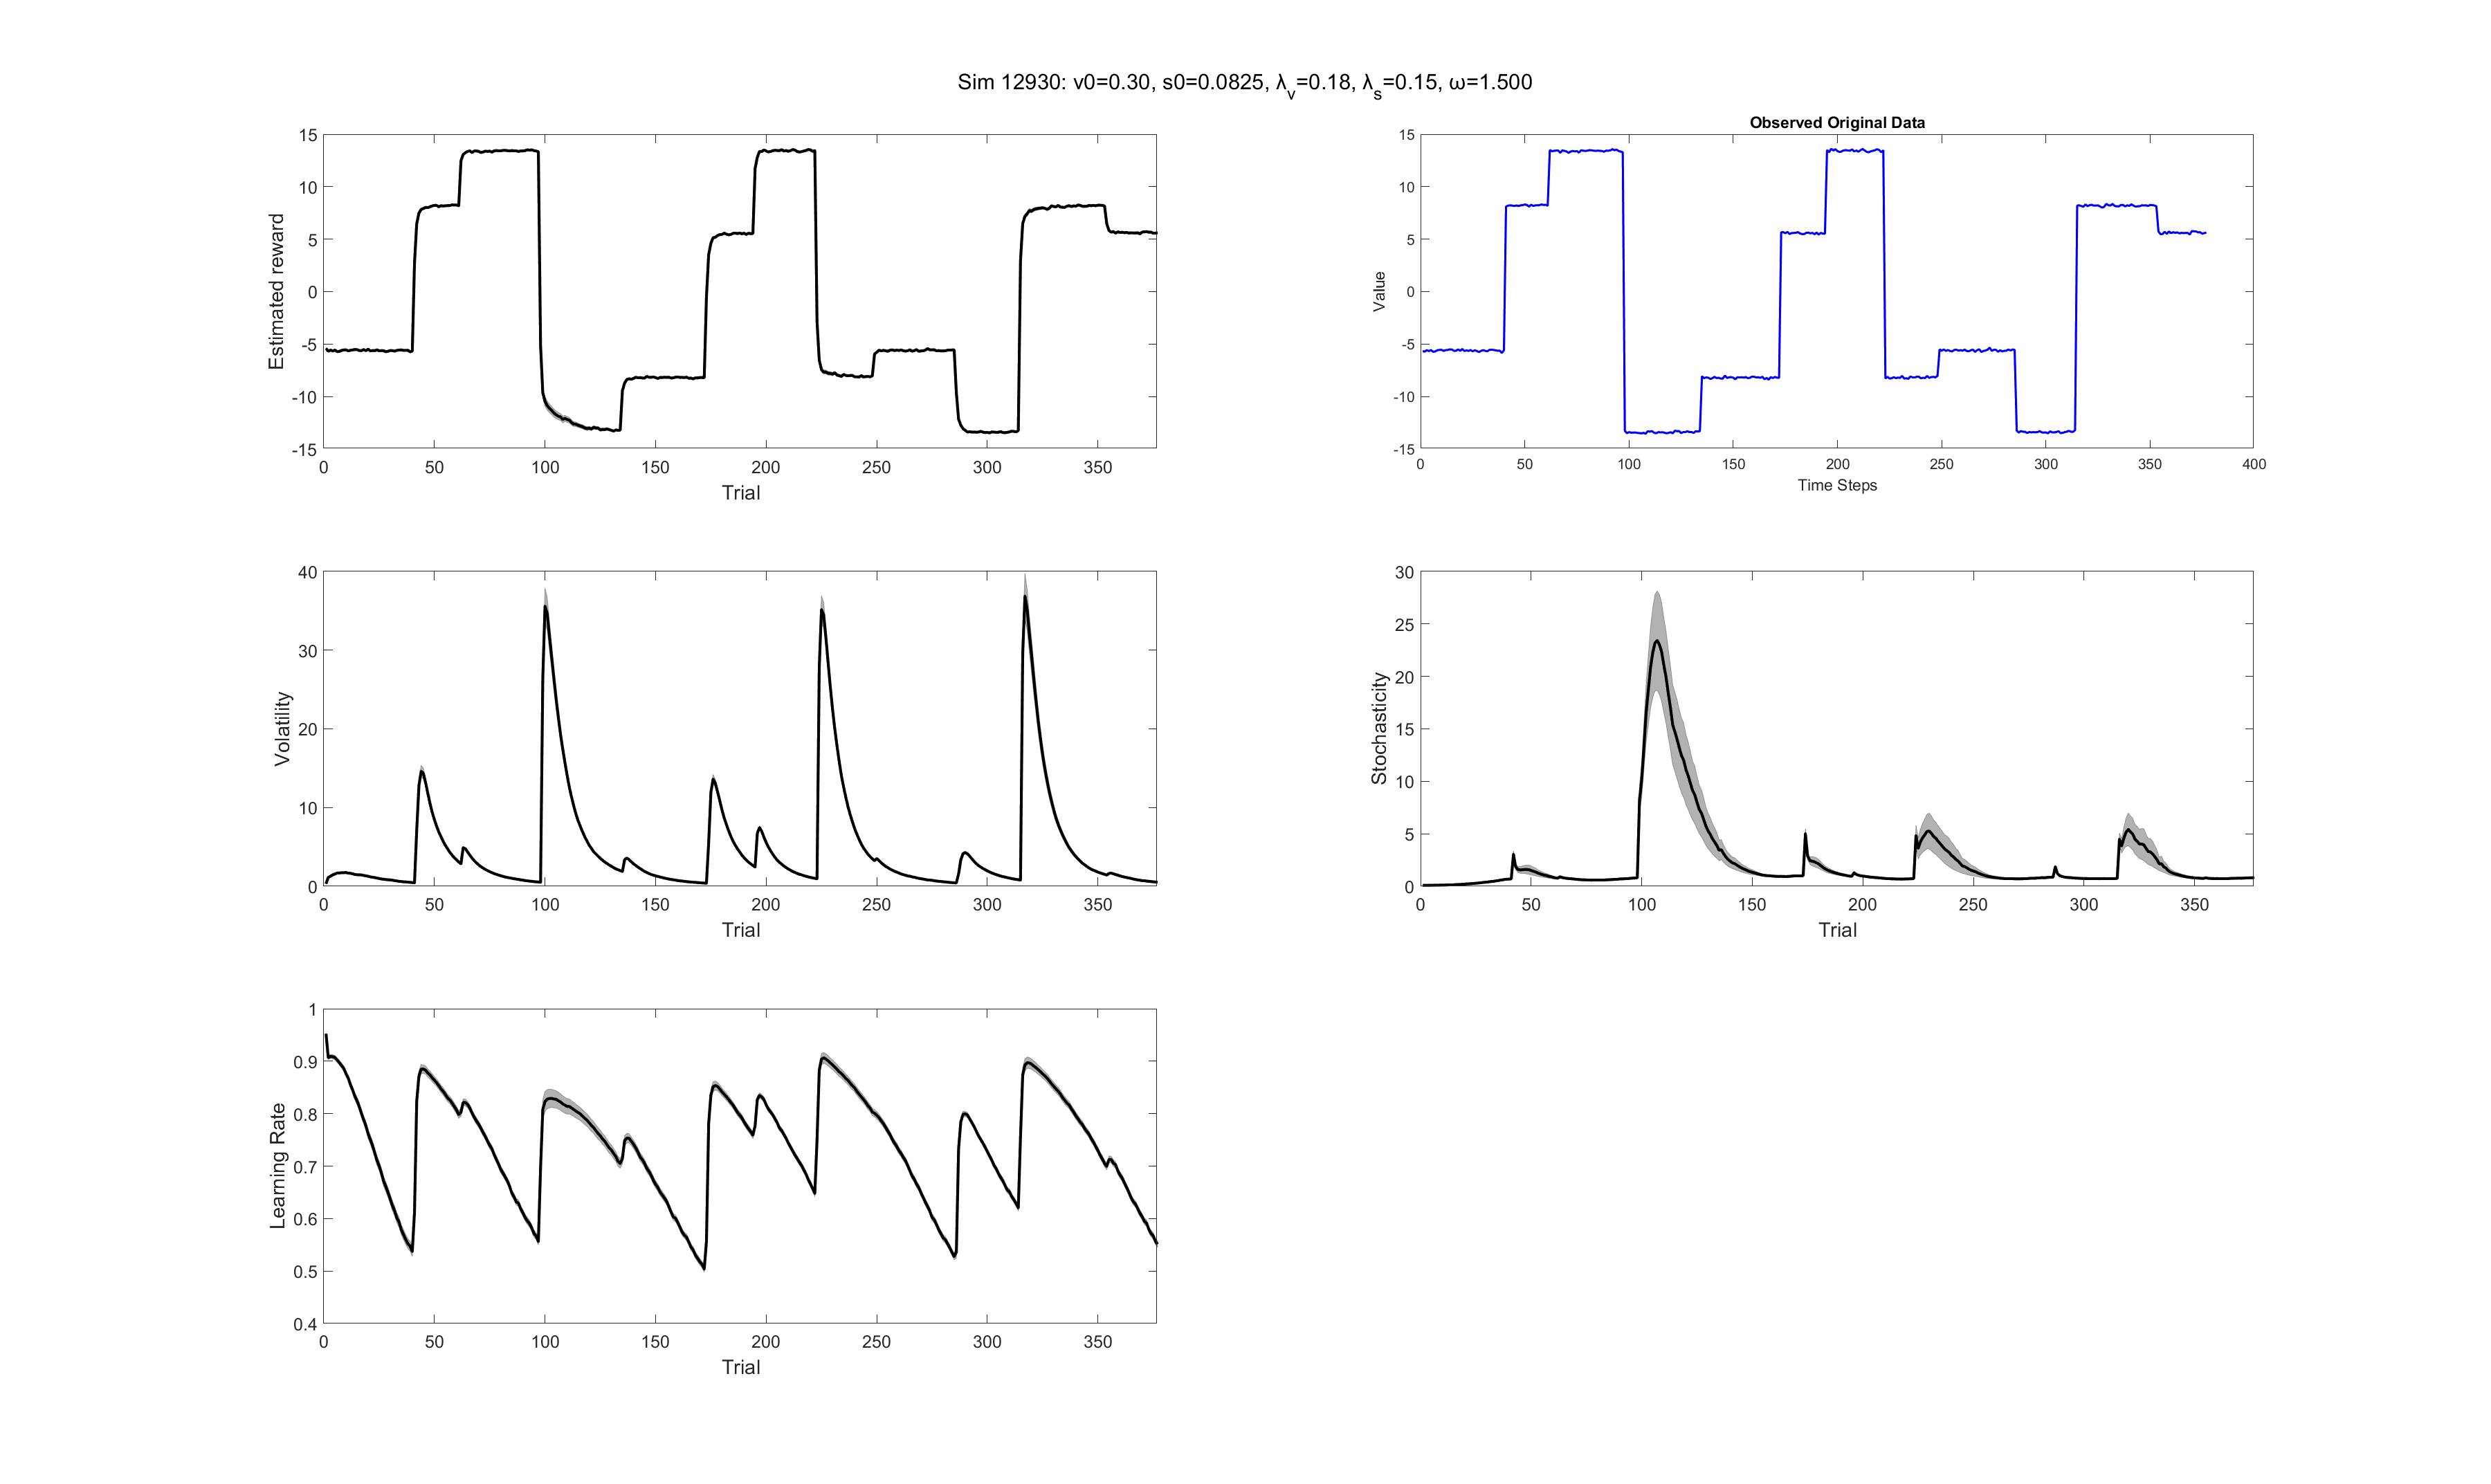 Sim 12930: v0=0.30, s0=0.0825, λv=0.18, λs=0.15, ω=1.500
15
10
5
0
-5
-10
-15
Estimated reward
0 50 100 150 200 250 300 350
Trial
Observed Original Data
15
10
5
0
-5
-10
-15
Value
0 50 100 150 200 250 300 350 400
Time Steps
40
30
20
10
0
Volatility
0 50 100 150 200 250 300 350
Trial
30
25
20
15
10
5
0
Stochasticity
0 50 100 150 200 250 300 350
Trial
1
0.9
0.8
0.7
0.6
0.5
0.4
Learning Rate
0 50 100 150 200 250 300 350
Trial